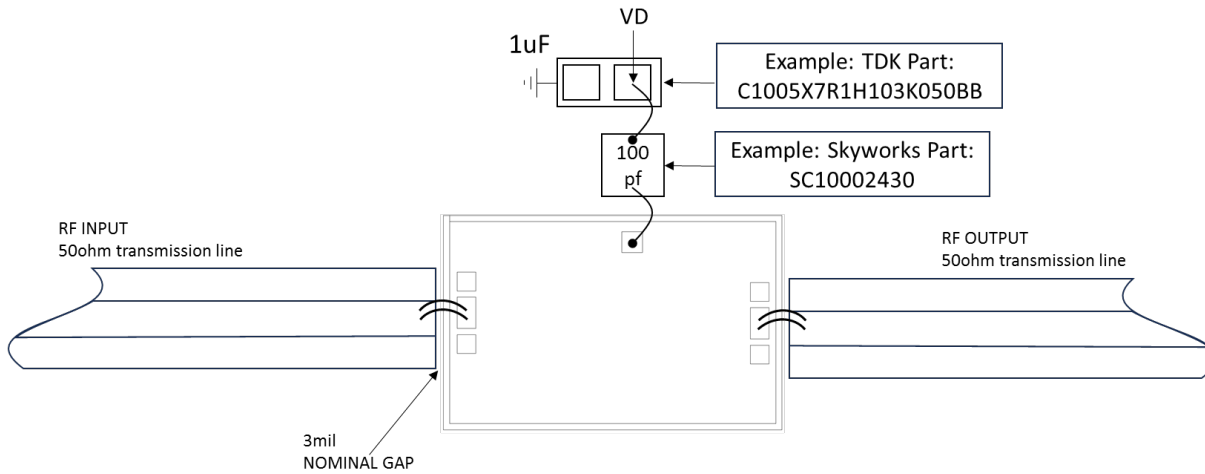 VD
1uF
Example: TDK Part:
C1005X7R1H103K050BB
100
pf
Example: Skyworks Part:
SC10002430
RF INPUT
50ohm transmission line
RF OUTPUT
50ohm transmission line
3mil
NOMINAL GAP